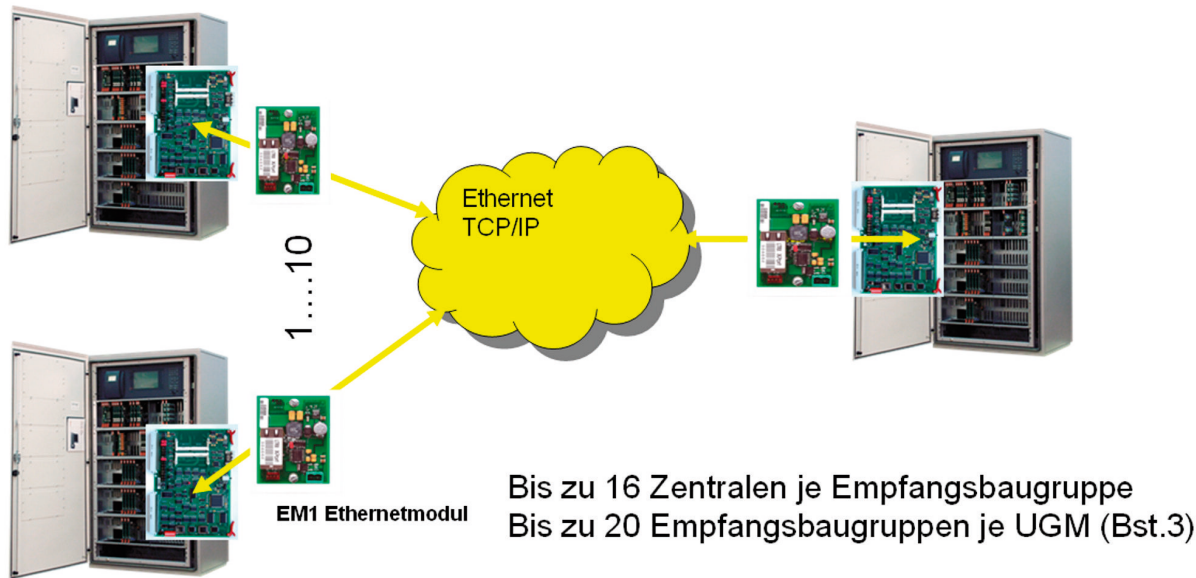 Ethernet
TCP/IP
1.....10
EM1 Ethernetmodul
Bis zu 16 Zentralen je Empfangsbaugruppe
Bis zu 20 Empfangsbaugruppen je UGM (Bst.3)